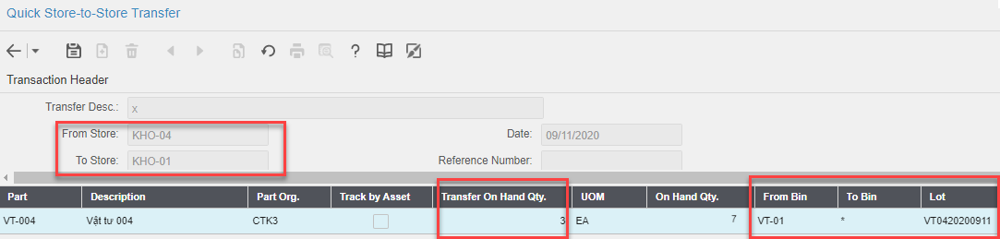 Quick Store-to-Store Transfer
Transaction Header
Transfer Desc.: x
From Store: KHO-04 Date: 09/11/2020
To Store: KHO-01 Reference Number:
Part Description Part Org. Track by Asset Transfer On Hand Qty. UOM On Hand Qty. From Bin To Bin Lot
VT-004 Vật tư 004 CTK3 3 EA 7 VT-01 * VT0420200911